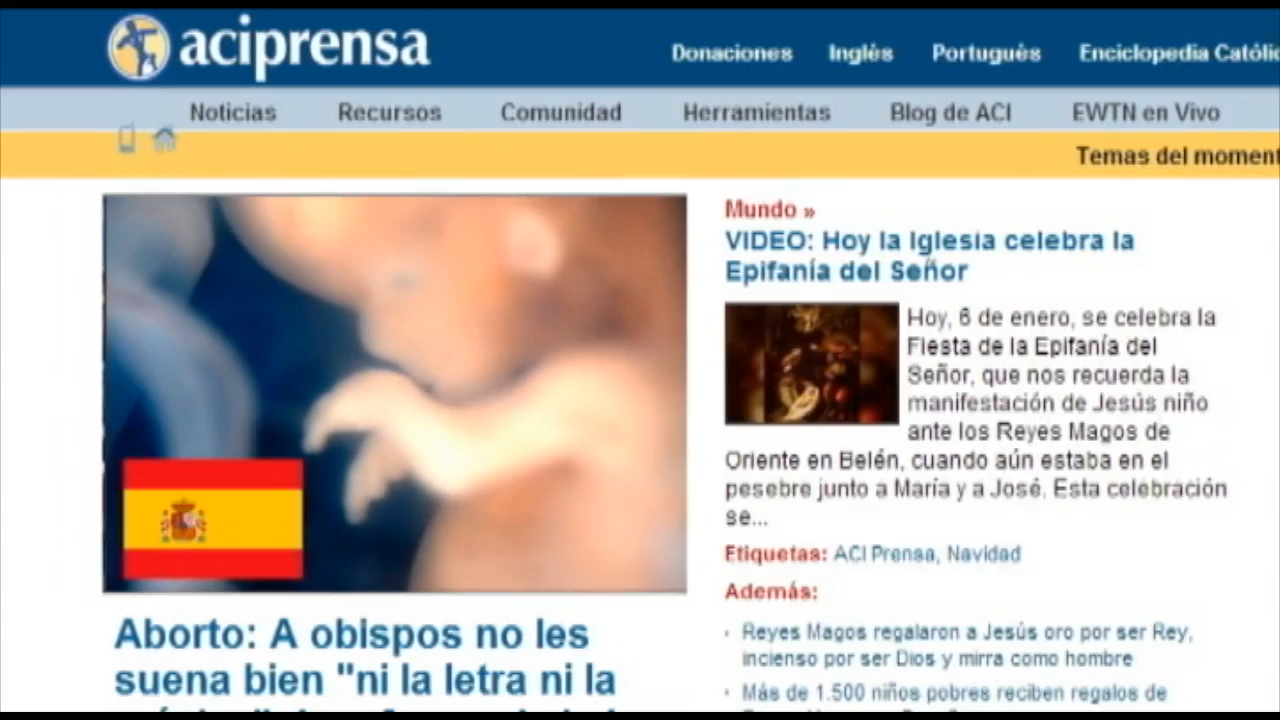 aciprensa
Donaciones Inglés Portugués Enciclopedia Católic
Noticias Recursos Comunidad Herramientas Blog de ACI EWTN en Vivo
Temas del moment
Mundo »
VIDEO: Hoy la Iglesia celebra la
Epifanía del Señor
Hoy, 6 de enero, se celebra la
Fiesta de la Epifanía del
Señor, que nos recuerda la
manifestación de Jesús niño
ante los Reyes Magos de
Oriente en Belén, cuando aún estaba en el
pesebre junto a María y a José. Esta celebración
se...
Etiquetas: ACI Prensa, Navidad
Además:
Reyes Magos regalaron a Jesús oro por ser Rey,
incienso por ser Dios y mirra como hombre
Más de 1.500 niños pobres reciben regalos de
Aborto: A obispos no les
suena bien "ni la letra ni la